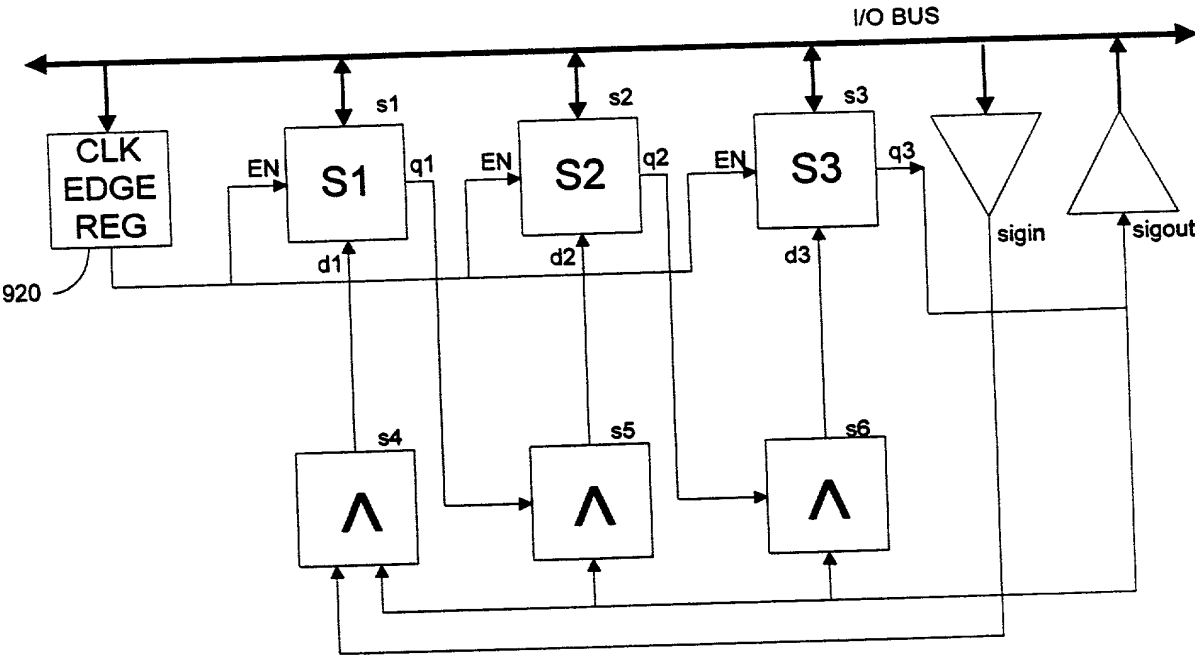 I/O BUS
s1
s2
s3
CLK
EDGE
REG
EN
S1
q1
EN
S2
q2
EN
S3
q3
sigin
sigout
d1
d2
d3
920
s4
s5
s6
Λ
Λ
Λ